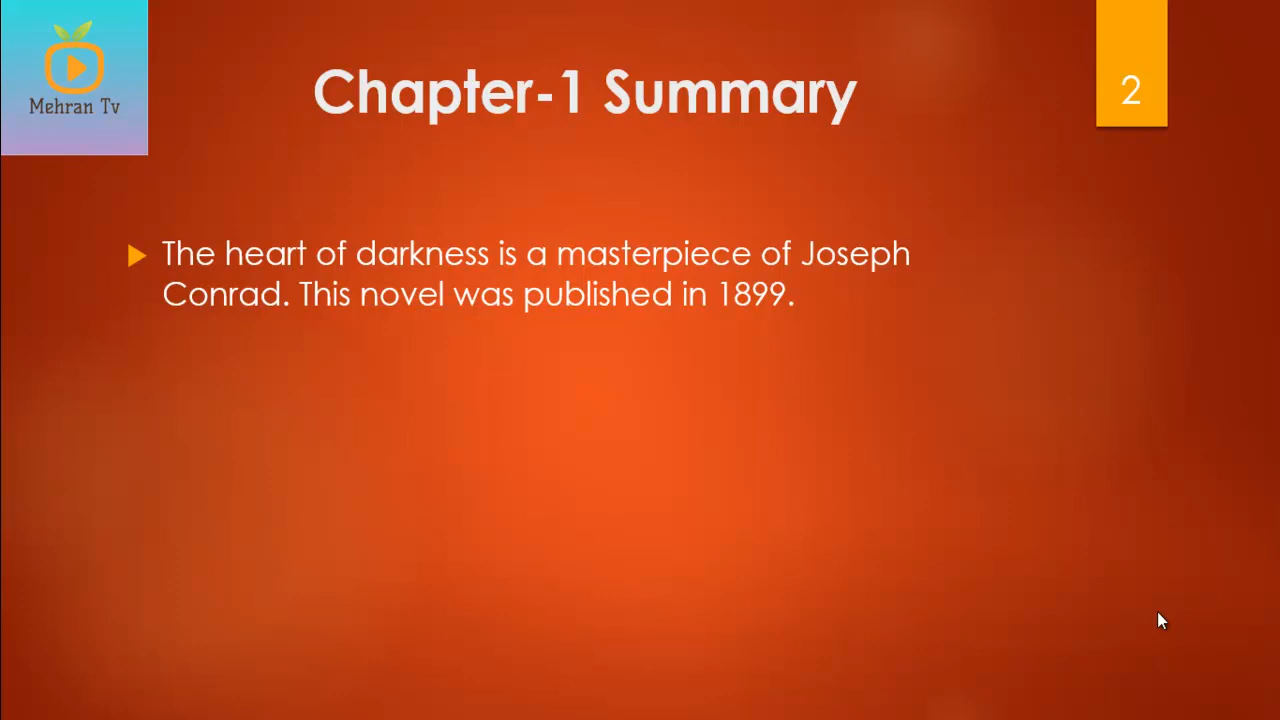 Mehran Tv
Chapter-1 Summary
2
The heart of darkness is a masterpiece of Joseph
Conrad. This novel was published in 1899.